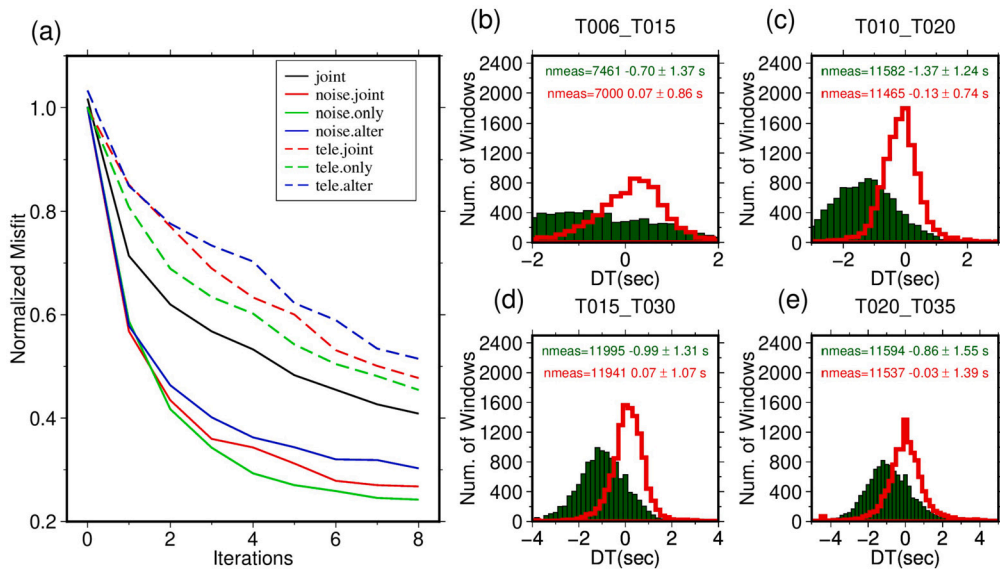 (a)
1.0
0.8
0.6
0.4
0.2
Normalized Misfit
0 2 4 6 8
Iterations
joint
noise.joint
noise.only
noise.alter
tele.joint
tele.only
tele.alter
(b) T006_T015
nmeas=7461 -0.70 ± 1.37 s
nmeas=7000 0.07 ± 0.86 s
2400
2000
1600
1200
800
400
0
Num. of Windows
−2 0 2
DT(sec)
(c) T010_T020
nmeas=11582 -1.37 ± 1.24 s
nmeas=11465 -0.13 ± 0.74 s
2400
2000
1600
1200
800
400
0
Num. of Windows
−2 0 2
DT(sec)
(d) T015_T030
nmeas=11995 -0.99 ± 1.31 s
nmeas=11941 0.07 ± 1.07 s
2400
2000
1600
1200
800
400
0
Num. of Windows
−4 −2 0 2 4
DT(sec)
(e) T020_T035
nmeas=11594 -0.86 ± 1.55 s
nmeas=11537 -0.03 ± 1.39 s
2400
2000
1600
1200
800
400
0
Num. of Windows
−4 −2 0 2 4
DT(sec)